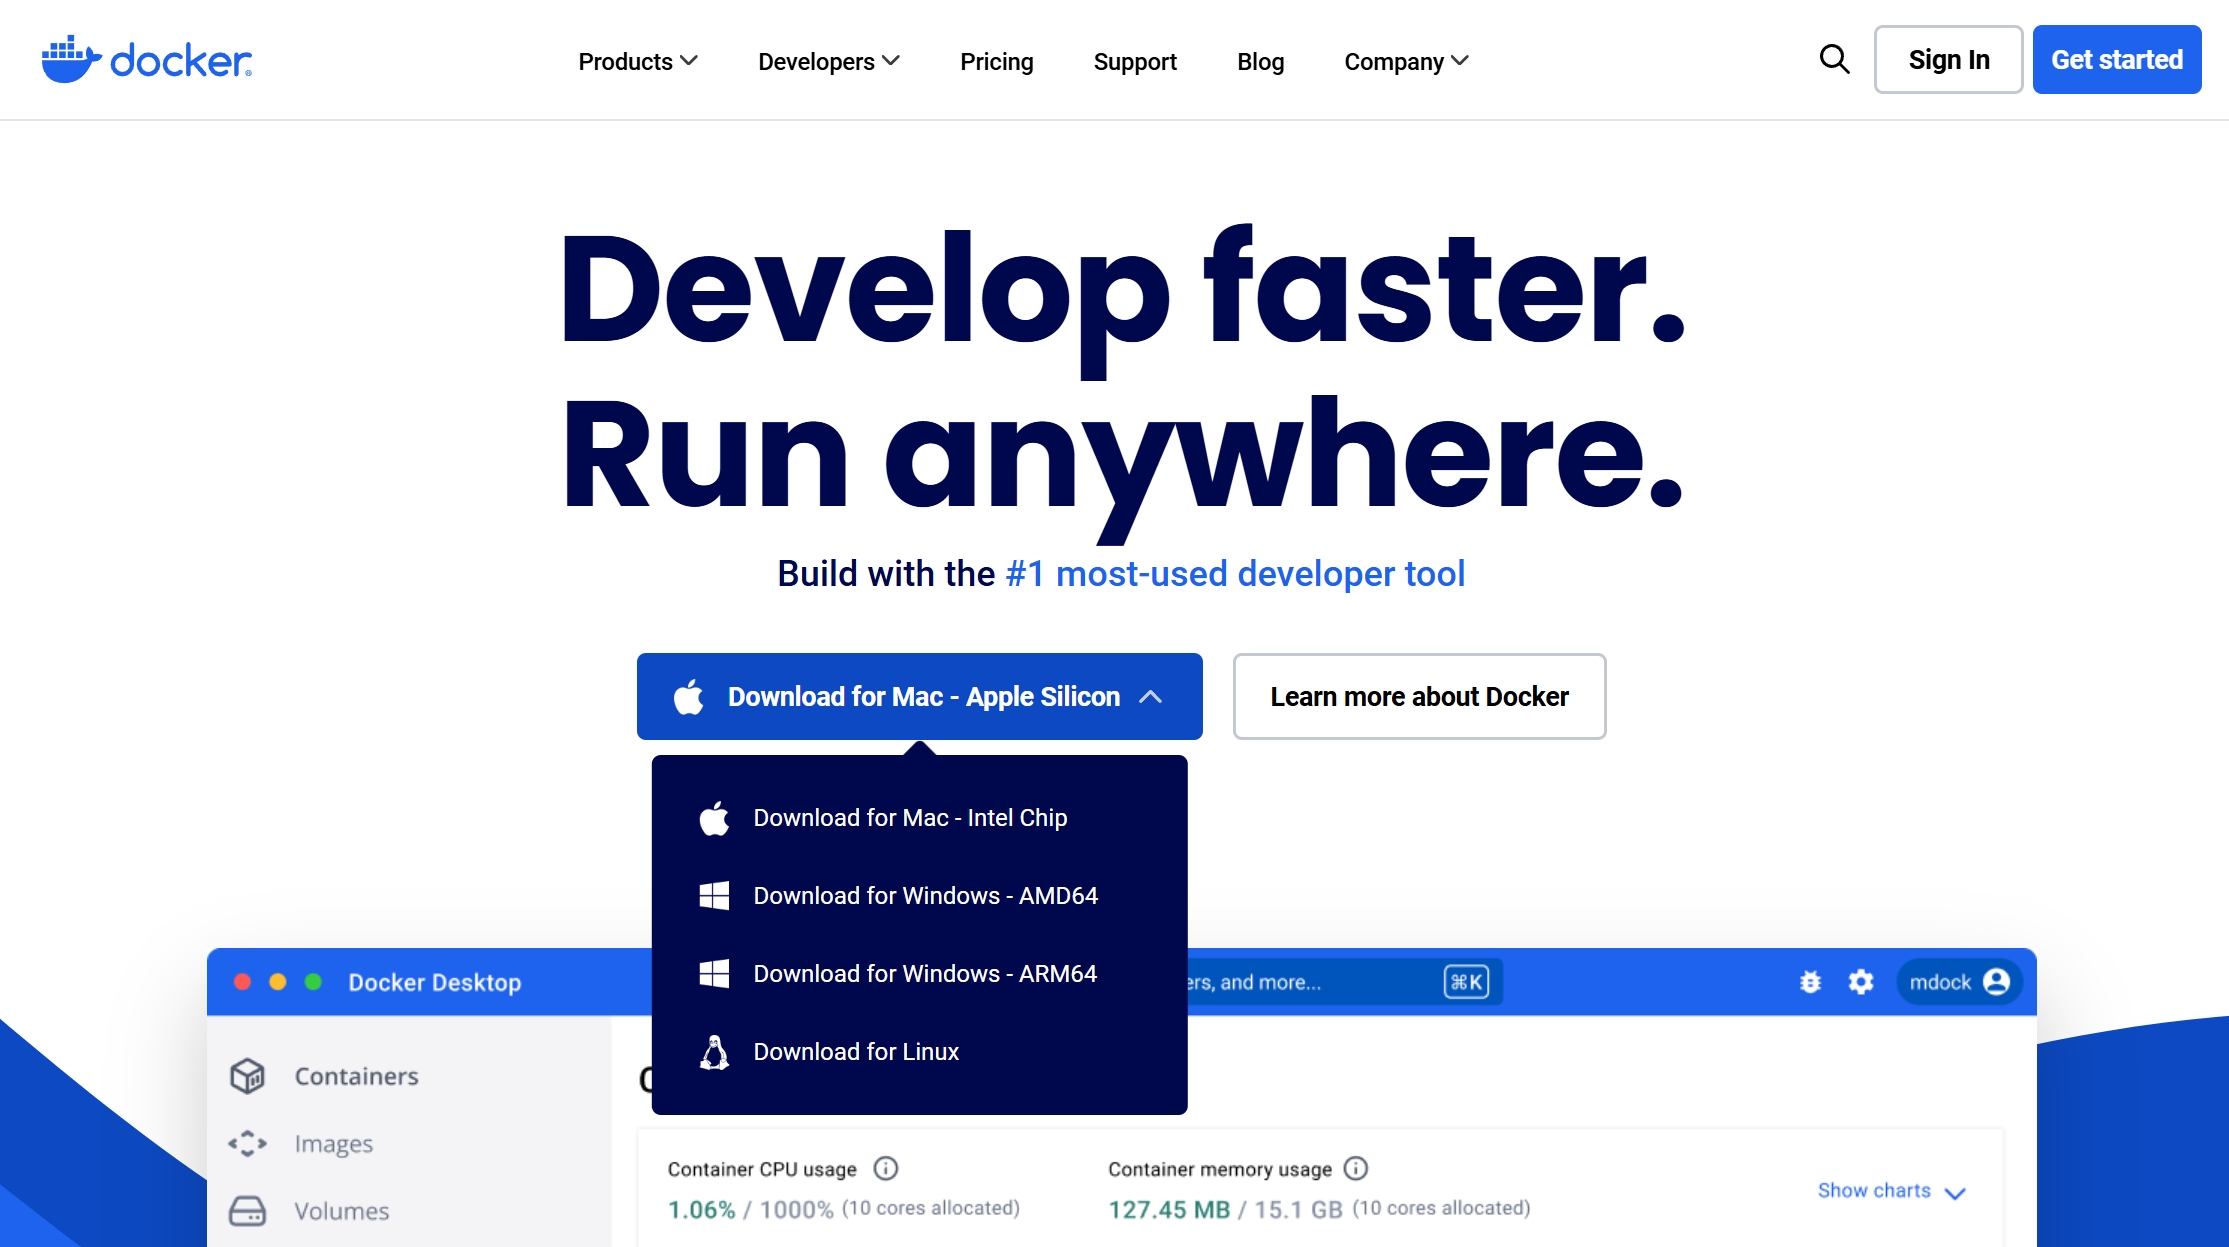 docker
Products
Developers
Pricing
Support
Blog
Company
Sign In
Get started
Develop faster.
Run anywhere.
Build with the #1 most-used developer tool
Download for Mac - Apple Silicon
Learn more about Docker
Download for Mac - Intel Chip
Download for Windows - AMD64
Download for Windows - ARM64
Download for Linux
Docker Desktop
and more...
⌘K
mdock
Containers
Images
Volumes
Container CPU usage
1.06% / 1000% (10 cores allocated)
Container memory usage
127.45 MB / 15.1 GB (10 cores allocated)
Show charts